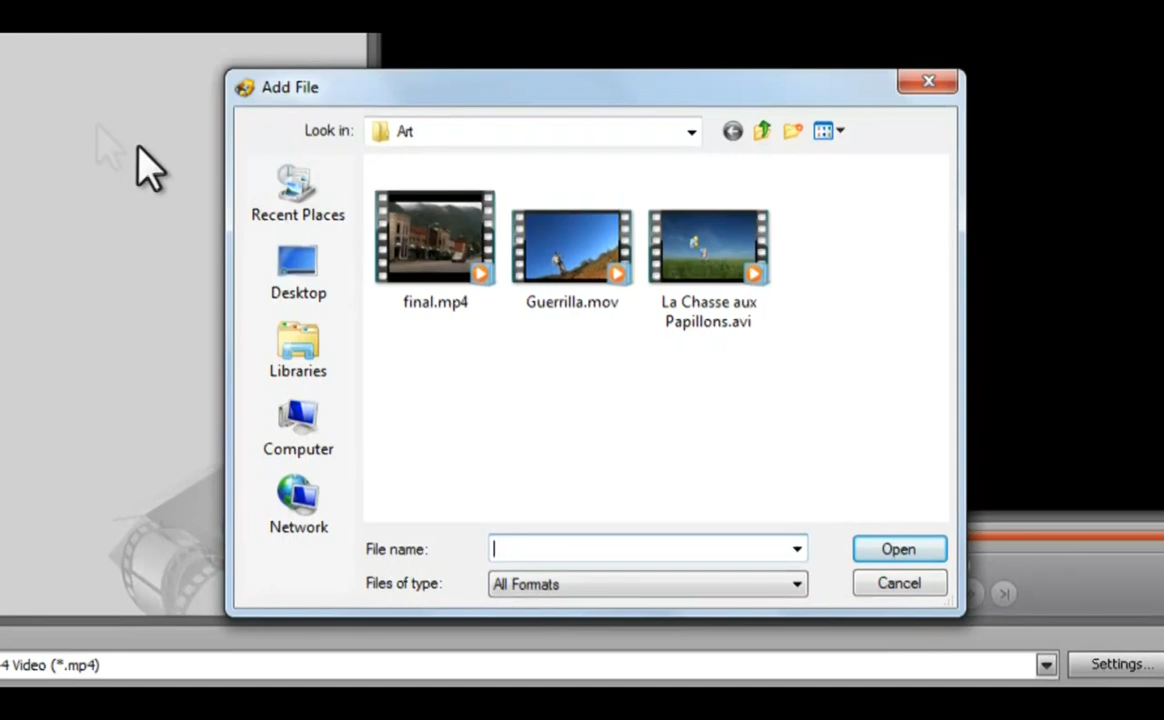 Add File
Look in: Art
Recent Places
Desktop
Libraries
Computer
Network
final.mp4
Guerrilla.mov
La Chasse aux
Papillons.avi
File name:
Open
Files of type: All Formats
Cancel
4 Video (*.mp4)
Settings...